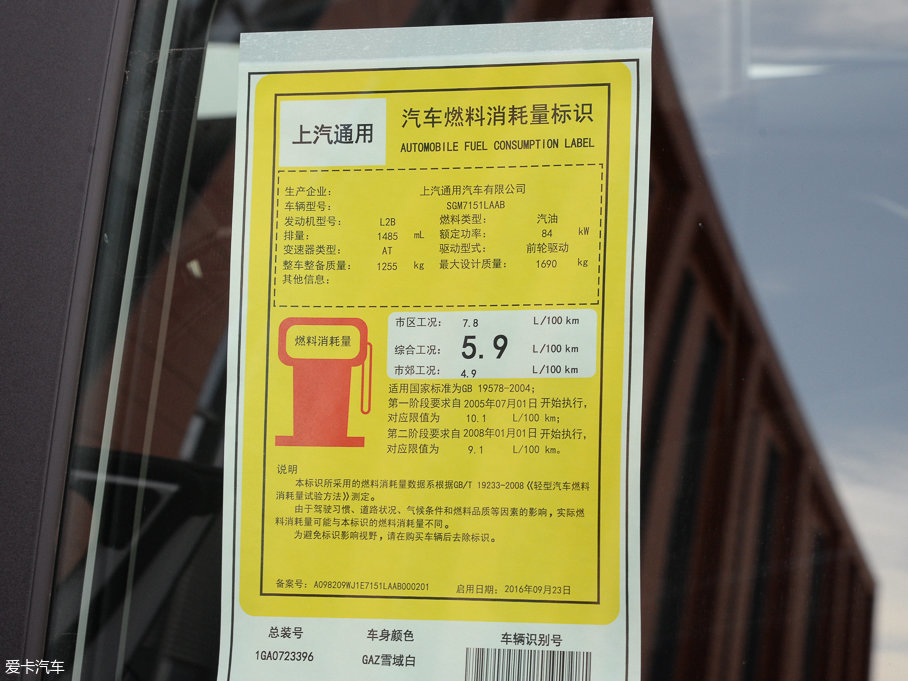 上汽通用
汽车燃料消耗量标识
AUTOMOBILE FUEL CONSUMPTION LABEL
生产企业: 上汽通用汽车有限公司
车辆型号: SGM7151LAAB
发动机型号: L2B 燃料类型: 汽油
排量: 1485 mL 额定功率: 84 kW
变速器类型: AT 驱动型式: 前轮驱动
整车整备质量: 1255 kg 最大设计质量: 1690 kg
其他信息:
燃料消耗量
市区工况: 7.8 L/100 km
综合工况: 5.9 L/100 km
市郊工况: 4.9 L/100 km
适用国家标准为GB 19578-2004;
第一阶段要求自2005年07月01日开始执行,
对应限值为 10.1 L/100 km;
第二阶段要求自2008年01月01日开始执行,
对应限值为 9.1 L/100 km。
说明
本标识所采用的燃料消耗量数据系根据GB/T 19233-2008《轻型汽车燃料
消耗量试验方法》测定。
由于驾驶习惯、道路状况、气候条件和燃料品质等因素的影响,实际燃
料消耗量可能与本标识的燃料消耗量不同。
为避免标识影响视野,请在购买车辆后去除标识。
备案号: A098209WJ1E7151LAAB000201 启用日期: 2016年09月23日
总装号 车身颜色 车辆识别号
1GA0723396 GAZ雪域白
爱卡汽车